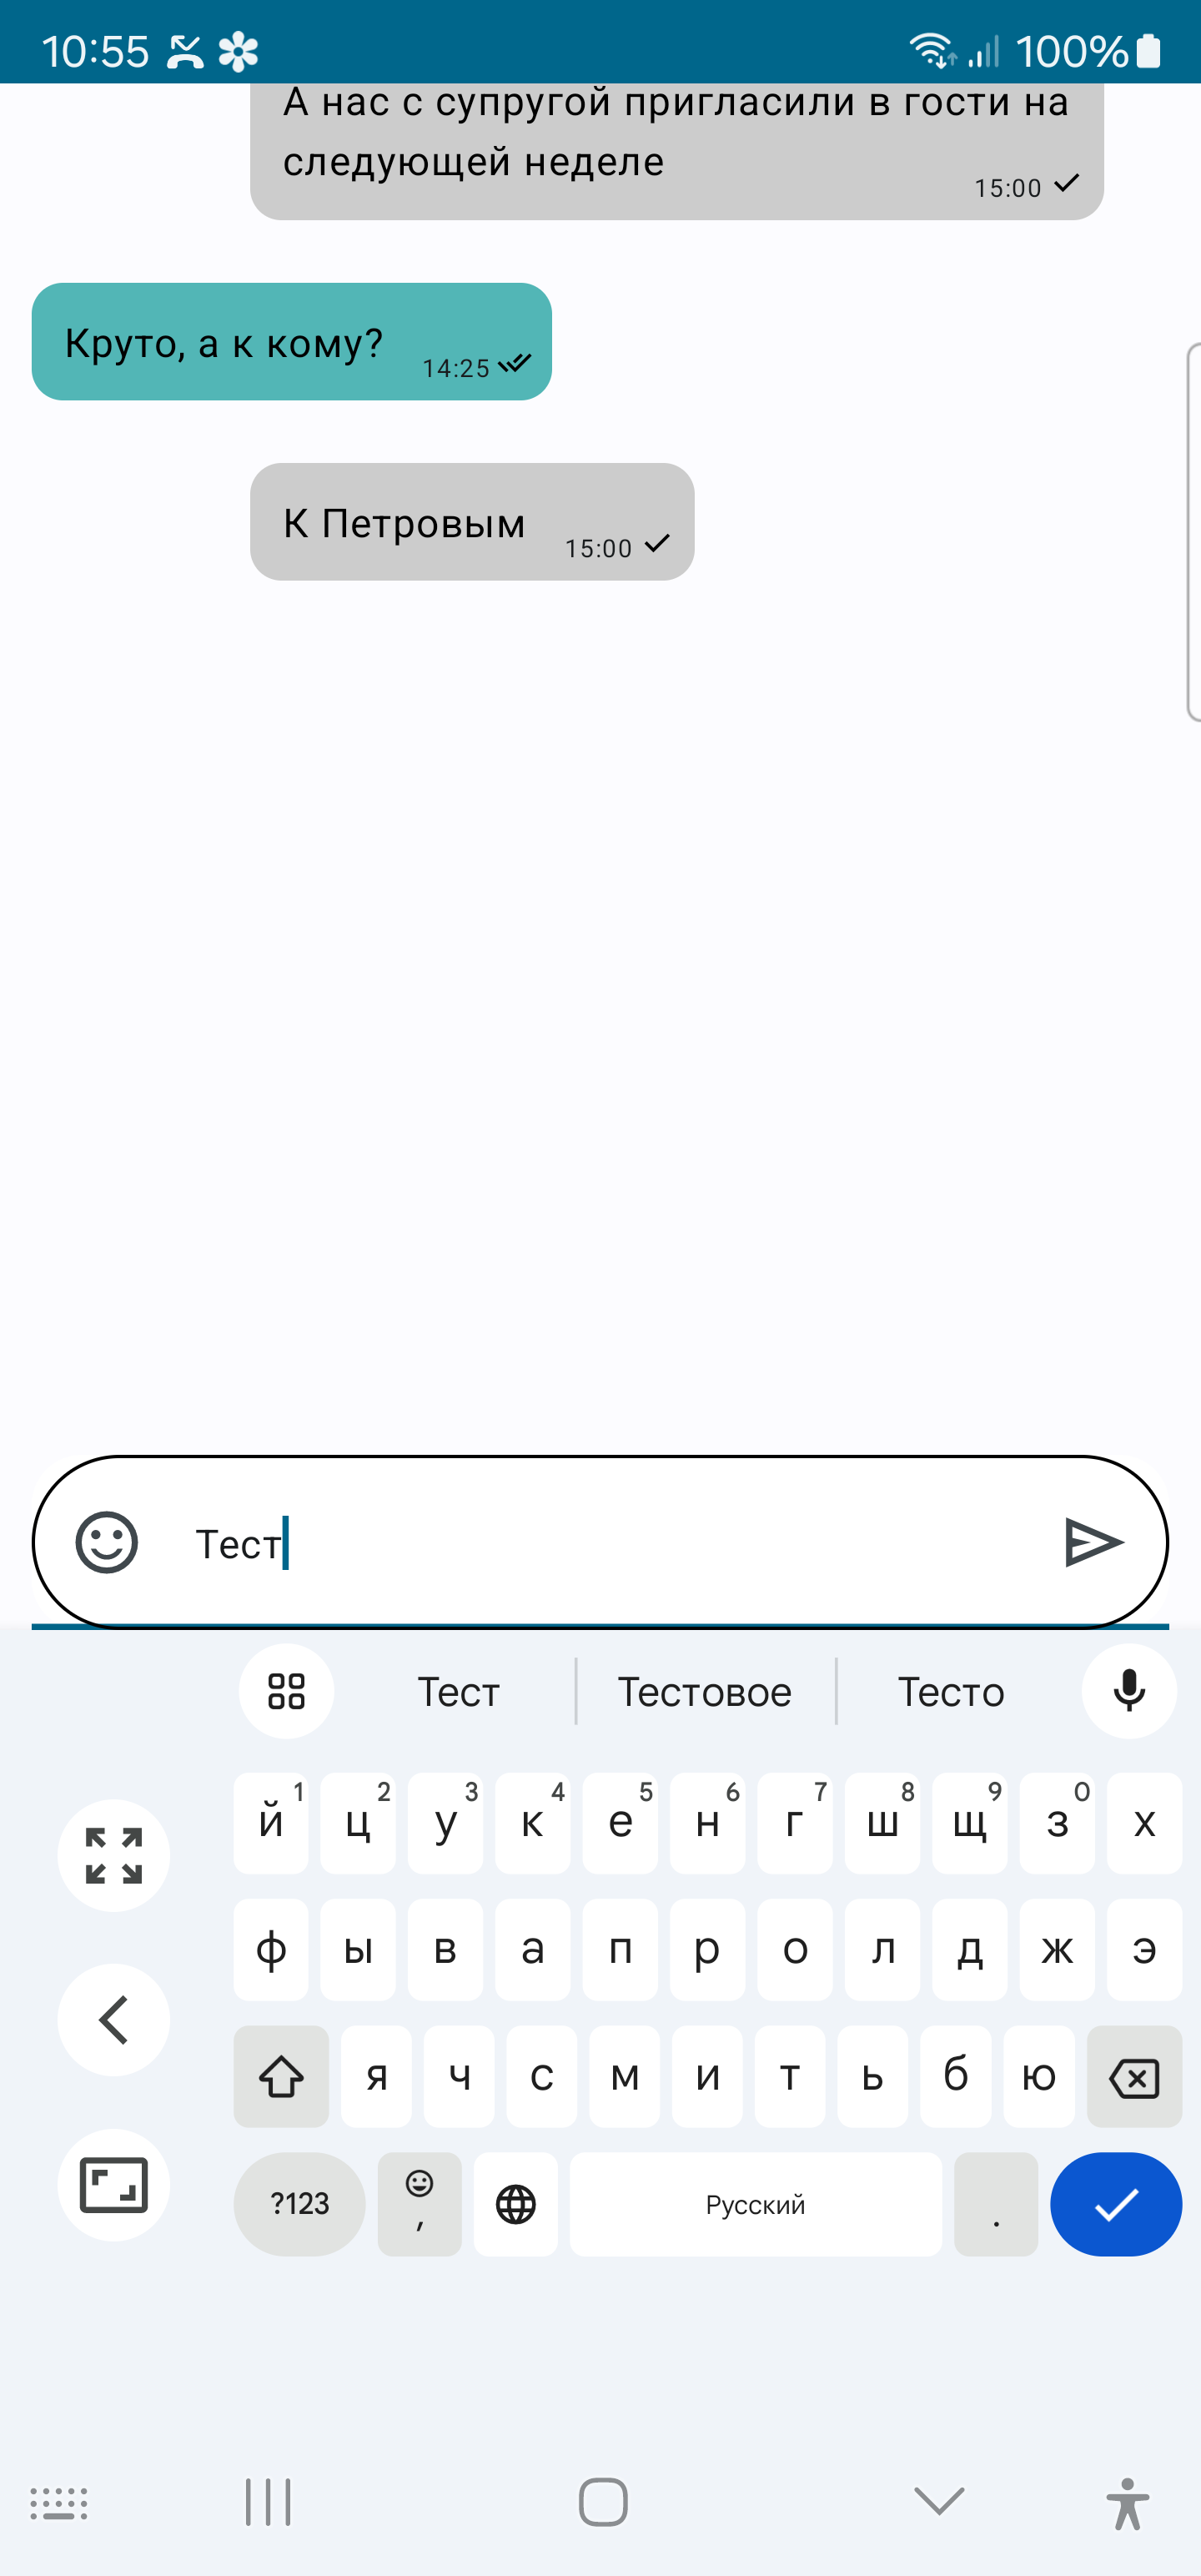 10:55 100%
А нас с супругой пригласили в гости на
следующей неделе
15:00
Круто, а к кому?
14:25
К Петровым
15:00
Тест
Тест Тестовое Тесто
й 1 ц 2 у 3 к 4 е 5 н 6 г 7 ш 8 щ 9 з 0 х
ф ы в а п р о л д ж э
я ч с м и т ь б ю
?123 , Русский .